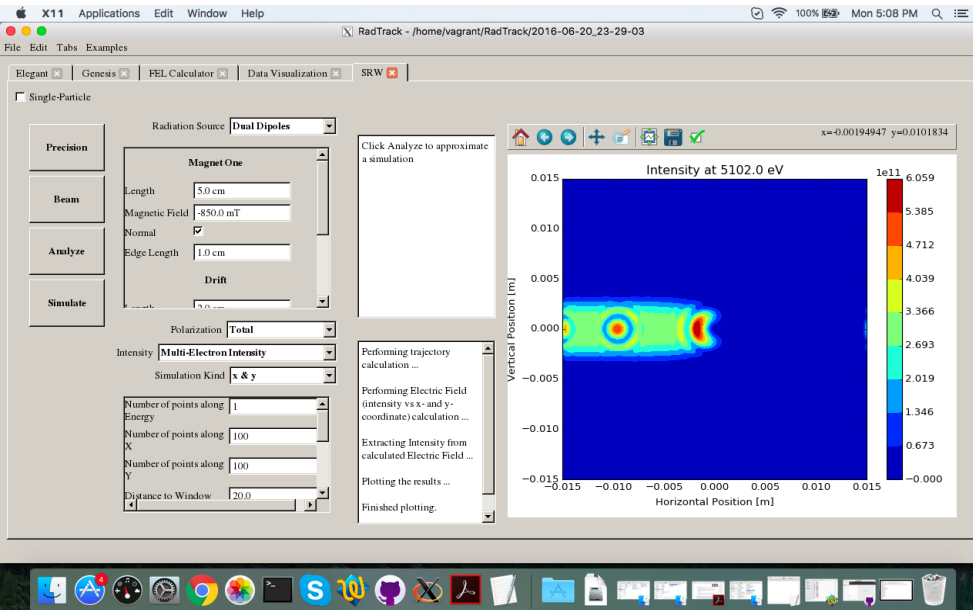 X11 Applications Edit Window Help
100% Mon 5:08 PM
RadTrack - /home/vagrant/RadTrack/2016-06-20_23-29-03
File Edit Tabs Examples
Elegant Genesis FEL Calculator Data Visualization SRW
Single-Particle
Precision
Beam
Analyze
Simulate
Radiation Source Dual Dipoles
Magnet One
Length 5.0 cm
Magnetic Field -850.0 mT
Normal
Edge Length 1.0 cm
Drift
Polarization Total
Intensity Multi-Electron Intensity
Simulation Kind x & y
Number of points along
Energy
1
Number of points along
X
100
Number of points along
Y
100
Distance to Window 20.0
Click Analyze to approximate
a simulation
Performing trajectory
calculation ...
Performing Electric Field
(intensity vs x- and y-
coordinate) calculation ...
Extracting Intensity from
calculated Electric Field ...
Plotting the results ...
Finished plotting.
x=-0.00194947 y=0.0101834
Intensity at 5102.0 eV
Vertical Position [m]
0.015
0.010
0.005
0.000
−0.005
−0.010
−0.015
−0.015 −0.010 −0.005 0.000 0.005 0.010 0.015
Horizontal Position [m]
1e11
6.059
5.385
4.712
4.039
3.366
2.693
2.019
1.346
0.673
−0.000
4